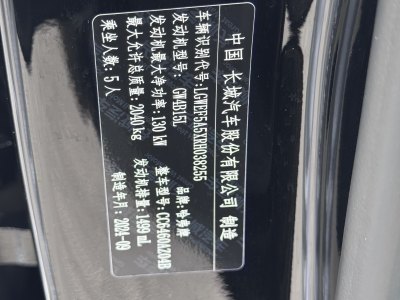 中国 长城汽车股份有限公司 制造
车辆识别代号: LGWEF5A5XRH038255
品牌: 哈弗牌
发动机型号: GW4B15L
整车型号: CC6460AZ04B
发动机最大净功率: 130 kW
发动机排量: 1499 mL
最大允许总质量: 2040 kg
制造年月: 2024-09
乘坐人数: 5人